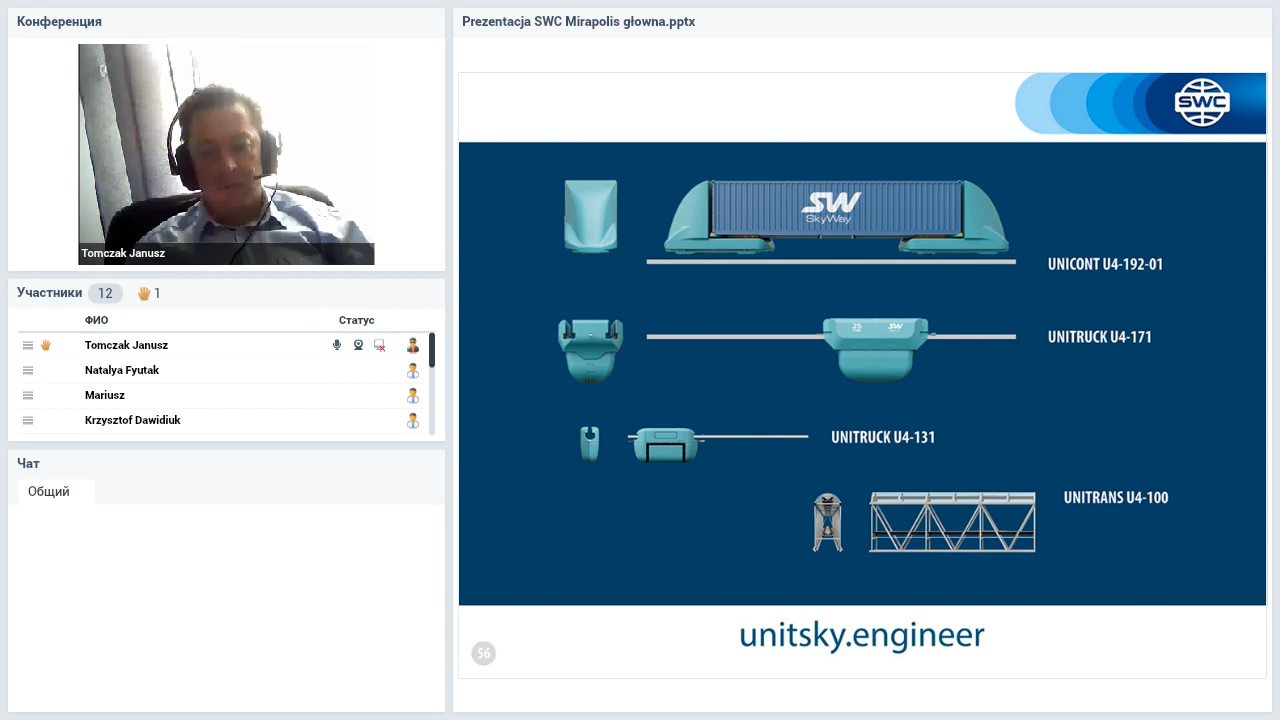 Конференция
Tomczak Janusz
Участники 12 1
ФИО Статус
Tomczak Janusz
Natalya Fyutak
Mariusz
Krzysztof Dawidiuk
Чат
Общий
Prezentacja SWC Mirapolis głowna.pptx
SWC
SW
SkyWay
UNICONT U4-192-01
25
SW
UNITRUCK U4-171
UNITRUCK U4-131
UNITRANS U4-100
unitsky.engineer
56